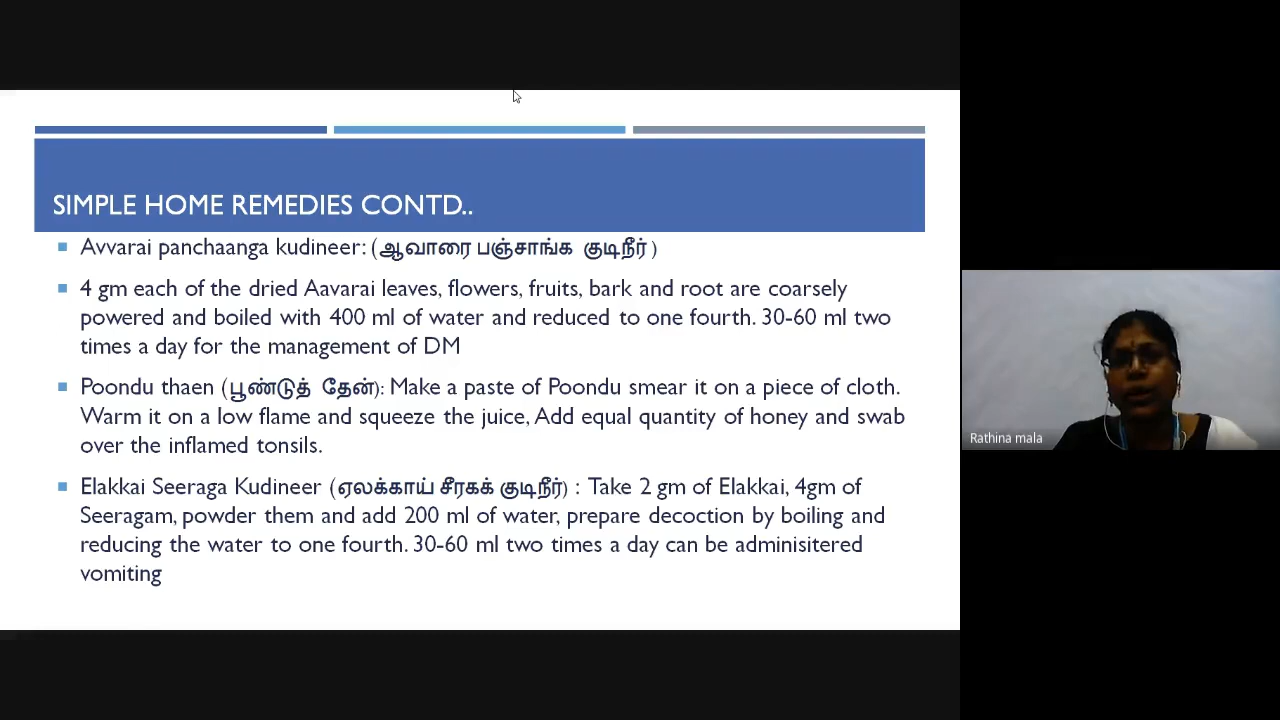 SIMPLE HOME REMEDIES CONTD..
Avvarai panchaanga kudineer: (ஆவாரை பஞ்சாங்க குடிநீர் )
4 gm each of the dried Aavarai leaves, flowers, fruits, bark and root are coarsely
powered and boiled with 400 ml of water and reduced to one fourth. 30-60 ml two
times a day for the management of DM
Poondu thaen (பூண்டுத் தேன்): Make a paste of Poondu smear it on a piece of cloth.
Warm it on a low flame and squeeze the juice, Add equal quantity of honey and swab
over the inflamed tonsils.
Elakkai Seeraga Kudineer (ஏலக்காய் சீரகக் குடிநீர்) : Take 2 gm of Elakkai, 4gm of
Seeragam, powder them and add 200 ml of water, prepare decoction by boiling and
reducing the water to one fourth. 30-60 ml two times a day can be adminisitered
vomiting
Rathina mala